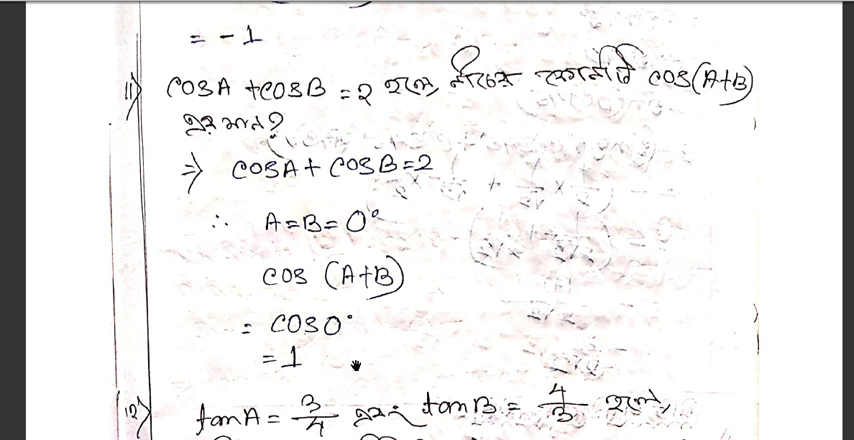 = -1
11) cosA + cosB = 2 হলে, নীচের কোনটি cos(A+B)
এর মান?
⇒ cosA + cosB = 2
∴ A = B = 0°
cos (A+B)
= cos0°
= 1
12) tanA = 3/4 এবং tanB = 4/3 হলে,